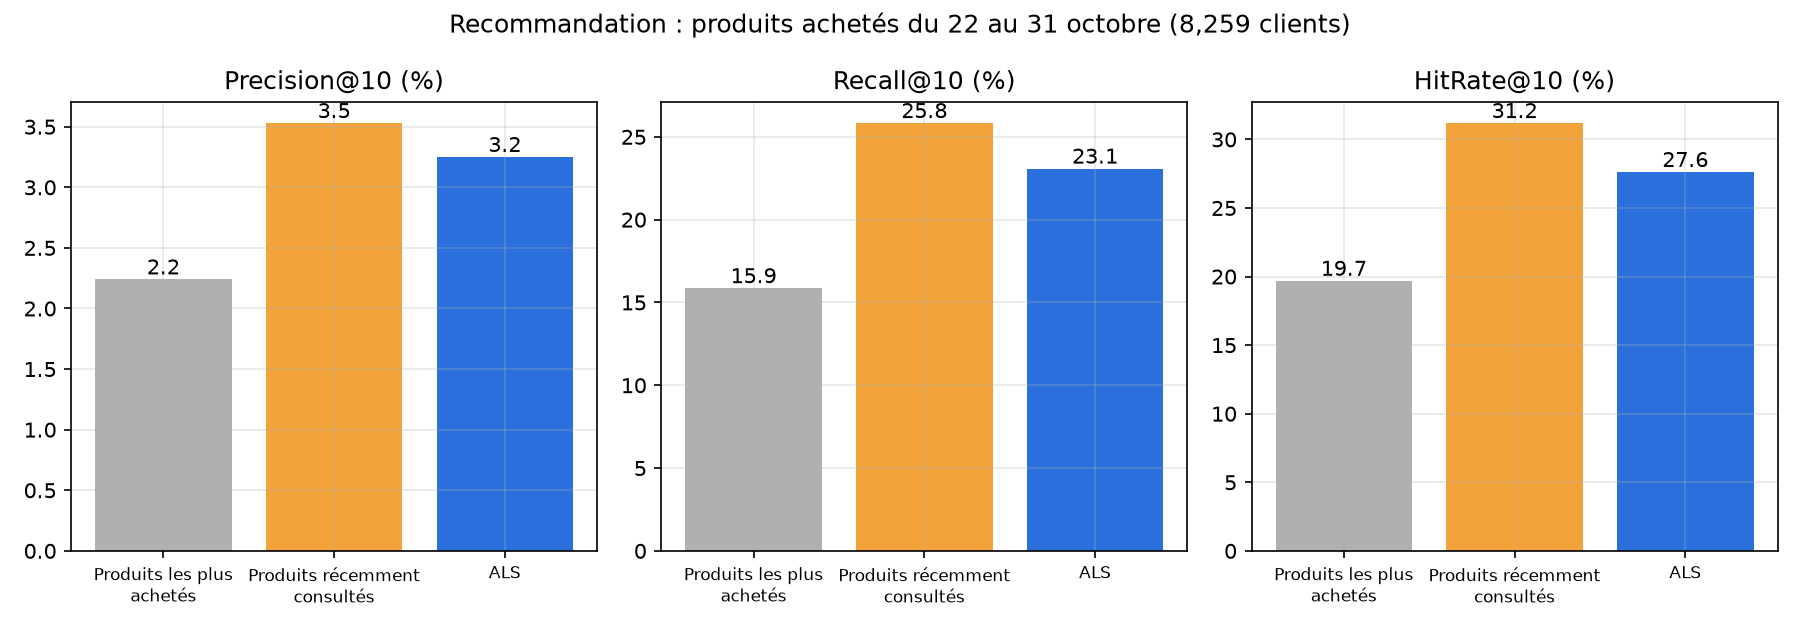 Recommandation : produits achetés du 22 au 31 octobre (8,259 clients)
Precision@10 (%)
3.5
3.0
2.5
2.0
1.5
1.0
0.5
0.0
2.2
3.5
3.2
Produits les plus
achetés
Produits récemment
consultés
ALS
Recall@10 (%)
25
20
15
10
5
0
15.9
25.8
23.1
Produits les plus
achetés
Produits récemment
consultés
ALS
HitRate@10 (%)
30
25
20
15
10
5
0
19.7
31.2
27.6
Produits les plus
achetés
Produits récemment
consultés
ALS